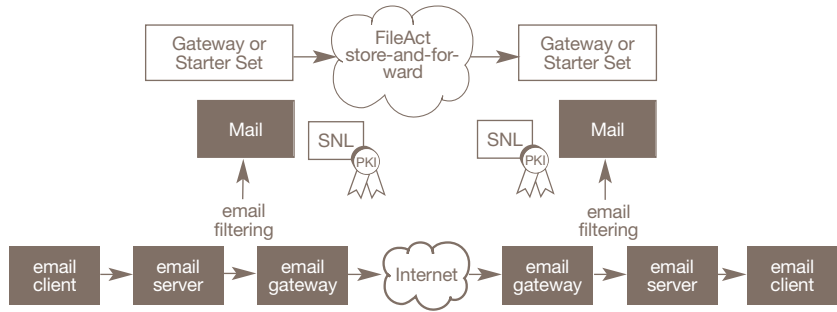 Gateway or
Starter Set
FileAct
store-and-for-
ward
Gateway or
Starter Set
Mail
SNL
PKI
SNL
PKI
Mail
email
filtering
email
filtering
email
client
email
server
email
gateway
Internet
email
gateway
email
server
email
client